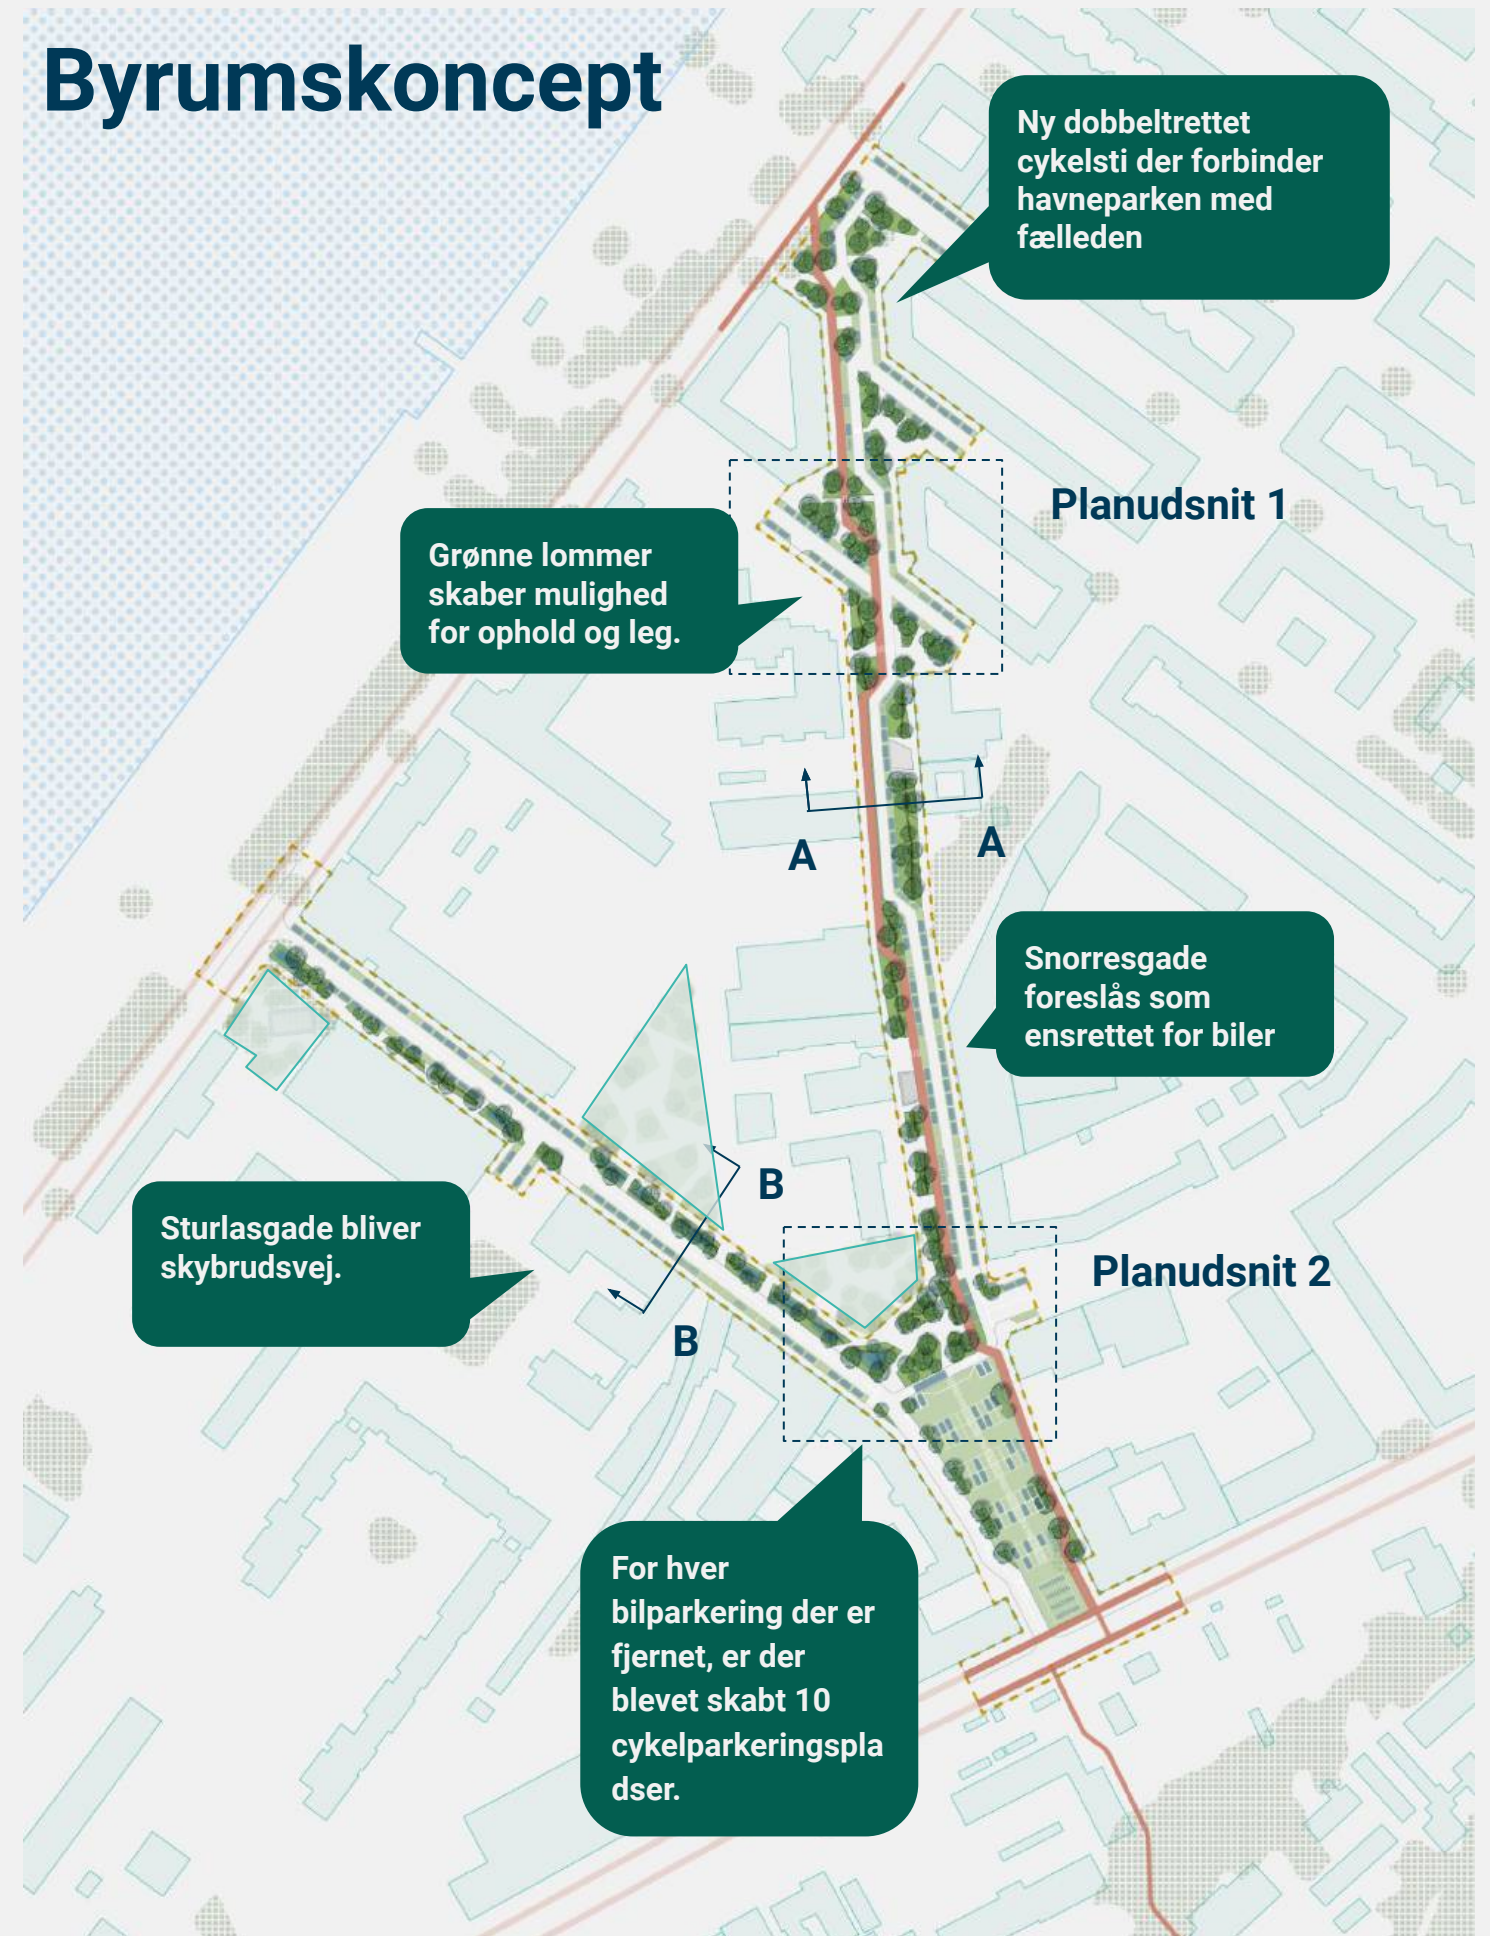 Byrumskoncept
Ny dobbeltrettet
cykelsti der forbinder
havneparken med
fælleden
Planudsnit 1
Grønne lommer
skaber mulighed
for ophold og leg.
A
A
Snorresgade
foreslås som
ensrettet for biler
B
Sturlasgade bliver
skybrudsvej.
Planudsnit 2
B
For hver
bilparkering der er
fjernet, er der
blevet skabt 10
cykelparkeringspla
dser.